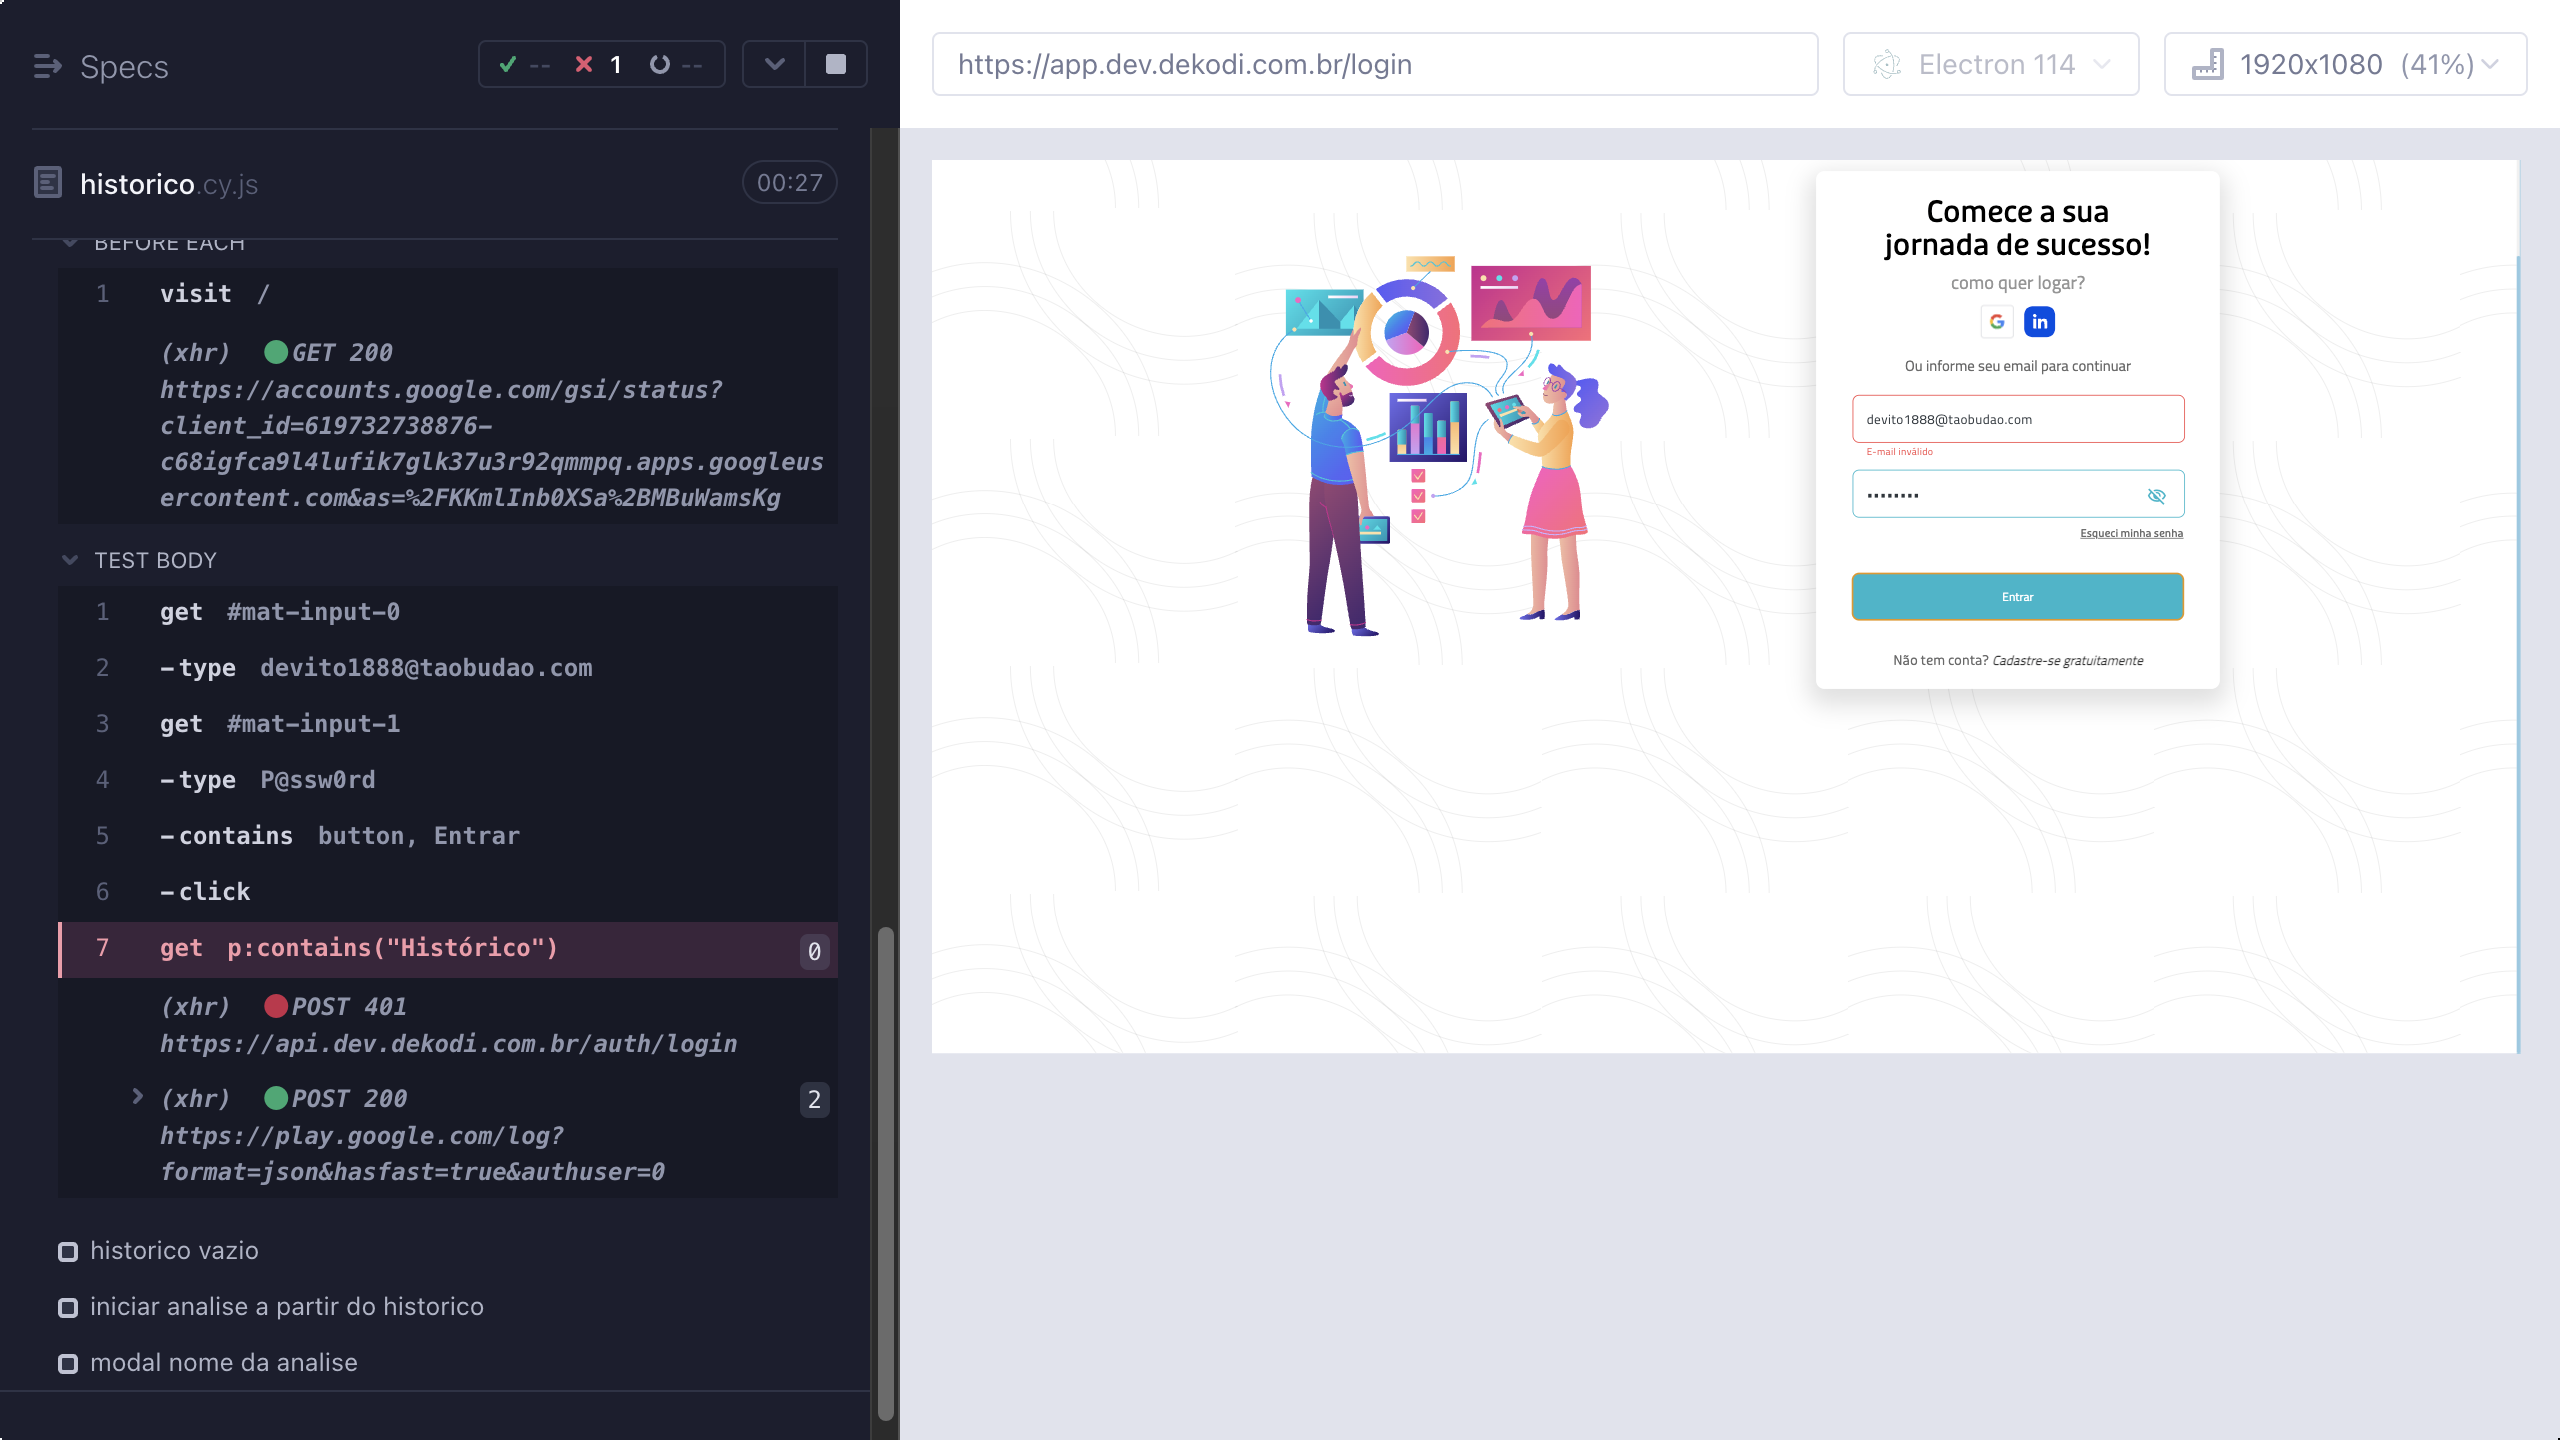 Specs
-- 1 --
historico.cy.js
00:27
BEFORE EACH
1 visit /
(xhr) GET 200
https://accounts.google.com/gsi/status?
client_id=619732738876-
c68igfca9l4lufik7glk37u3r92qmmpq.apps.googleus
ercontent.com&as=%2FKKmlInb0XSa%2BMBuWamsKg
TEST BODY
1 get #mat-input-0
2 -type devito1888@taobudao.com
3 get #mat-input-1
4 -type P@ssw0rd
5 -contains button, Entrar
6 -click
7 get p:contains("Histórico") 0
(xhr) POST 401
https://api.dev.dekodi.com.br/auth/login
(xhr) POST 200 2
https://play.google.com/log?
format=json&hasfast=true&authuser=0
historico vazio
iniciar analise a partir do historico
modal nome da analise
https://app.dev.dekodi.com.br/login
Electron 114
1920x1080 (41%)
Comece a sua
jornada de sucesso!
como quer logar?
G in
Ou informe seu email para continuar
devito1888@taobudao.com
E-mail inválido
••••••••
Esqueci minha senha
Entrar
Não tem conta? Cadastre-se gratuitamente